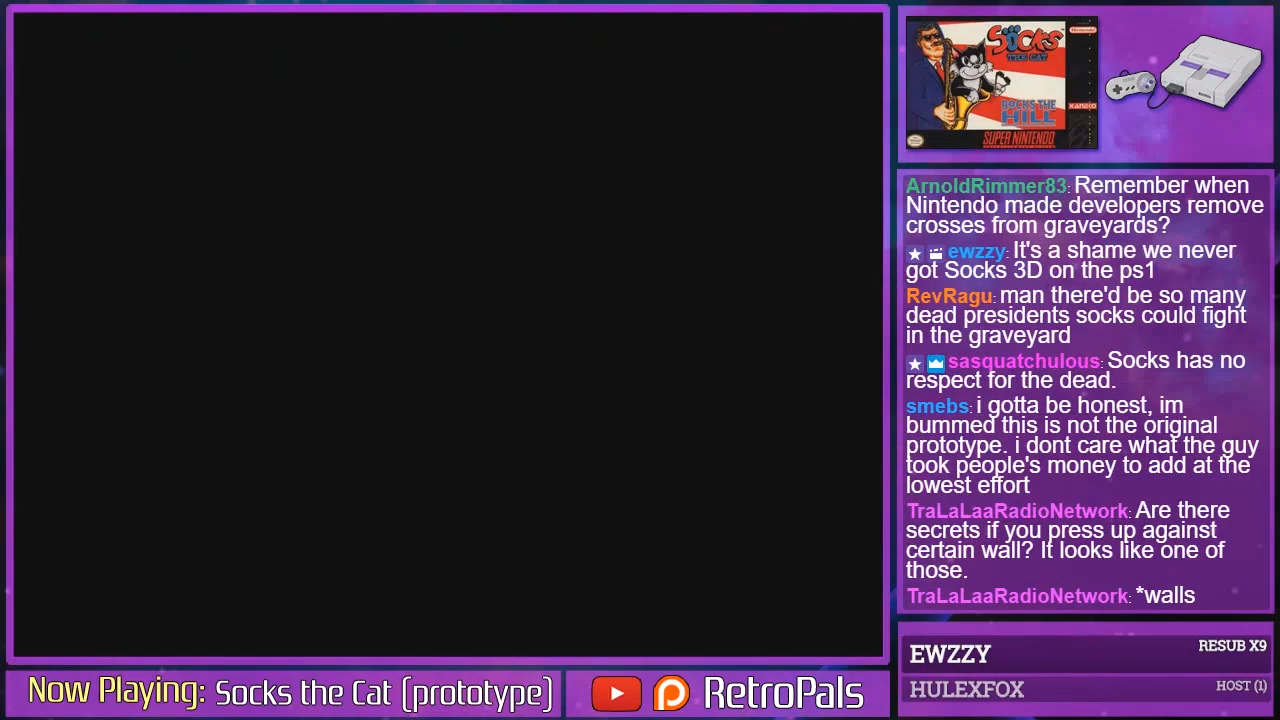 SOCKS
THE CAT
ROCKS THE
HILL
Nintendo
KANEKO
SUPER NINTENDO
ArnoldRimmer83: Remember when
Nintendo made developers remove
crosses from graveyards?
ewzzy: It's a shame we never
got Socks 3D on the ps1
RevRagu: man there'd be so many
dead presidents socks could fight
in the graveyard
sasquatchulous: Socks has no
respect for the dead.
smebs: i gotta be honest, im
bummed this is not the original
prototype. i dont care what the guy
took people's money to add at the
lowest effort
TraLaLaaRadioNetwork: Are there
secrets if you press up against
certain wall? It looks like one of
those.
TraLaLaaRadioNetwork: *walls
EWZZY RESUB X9
HULEXFOX HOST (1)
Now Playing: Socks the Cat (prototype)
RetroPals